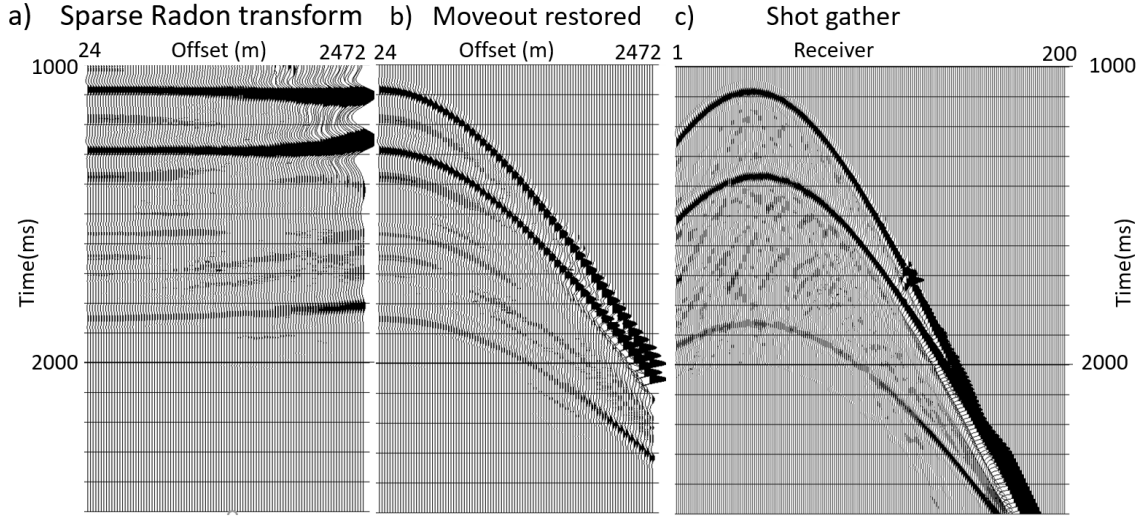 a) Sparse Radon transform
24 Offset (m) 2472
1000
2000
Time(ms)
b) Moveout restored
24 Offset (m) 2472
c) Shot gather
1 Receiver 200
1000
2000
Time(ms)